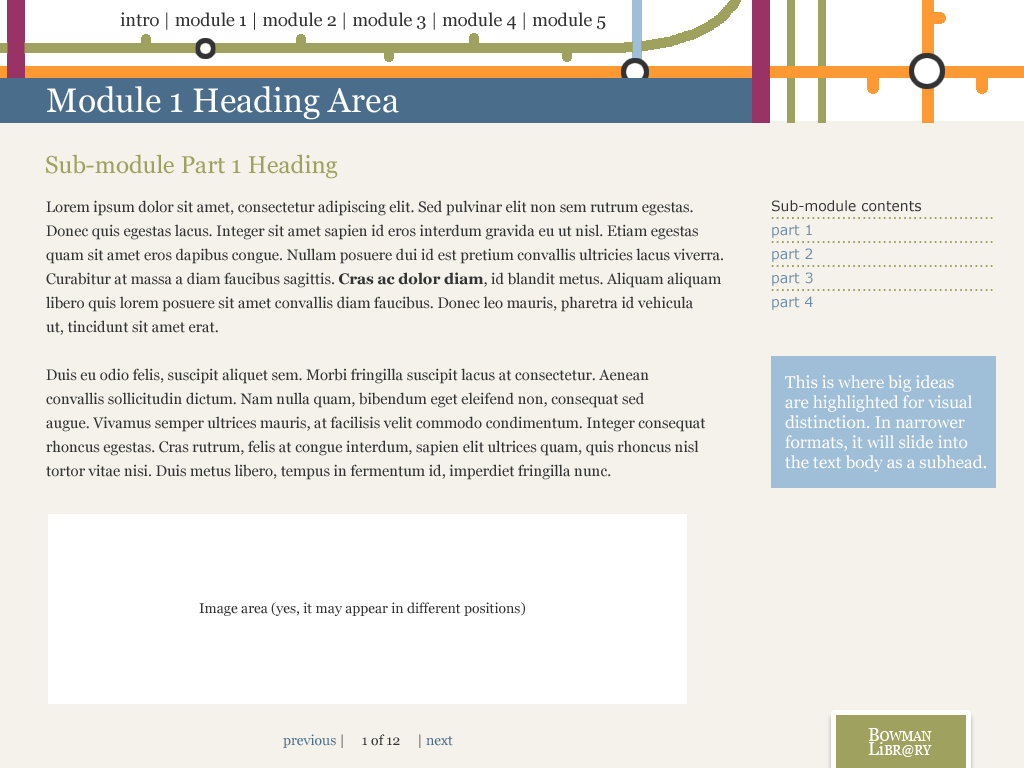 intro | module 1 | module 2 | module 3 | module 4 | module 5
Module 1 Heading Area
Sub-module Part 1 Heading
Lorem ipsum dolor sit amet, consectetur adipiscing elit. Sed pulvinar elit non sem rutrum egestas.
Donec quis egestas lacus. Integer sit amet sapien id eros interdum gravida eu ut nisl. Etiam egestas
quam sit amet eros dapibus congue. Nullam posuere dui id est pretium convallis ultricies lacus viverra.
Curabitur at massa a diam faucibus sagittis. Cras ac dolor diam, id blandit metus. Aliquam aliquam
libero quis lorem posuere sit amet convallis diam faucibus. Donec leo mauris, pharetra id vehicula
ut, tincidunt sit amet erat.
Duis eu odio felis, suscipit aliquet sem. Morbi fringilla suscipit lacus at consectetur. Aenean
convallis sollicitudin dictum. Nam nulla quam, bibendum eget eleifend non, consequat sed
augue. Vivamus semper ultrices mauris, at facilisis velit commodo condimentum. Integer consequat
rhoncus egestas. Cras rutrum, felis at congue interdum, sapien elit ultrices quam, quis rhoncus nisl
tortor vitae nisi. Duis metus libero, tempus in fermentum id, imperdiet fringilla nunc.
Image area (yes, it may appear in different positions)
previous | 1 of 12 | next
Sub-module contents
part 1
part 2
part 3
part 4
This is where big ideas
are highlighted for visual
distinction. In narrower
formats, it will slide into
the text body as a subhead.
BOWMAN
LiBR@RY